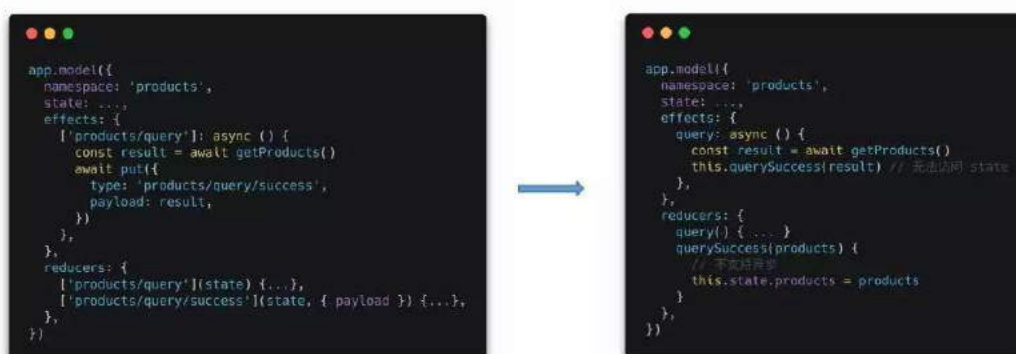 app.model({
namespace: 'products',
state: ...,
effects: {
['products/query']: async () {
const result = await getProducts()
await put({
type: 'products/query/success',
payload: result,
})
},
},
reducers: {
['products/query'](state) {...},
['products/query/success'](state, { payload }) {...},
},
})
app.model({
namespace: 'products',
state: ...,
effects: {
query: async () {
const result = await getProducts()
this.querySuccess(result) // 无法访问 state
},
},
reducers: {
query() { ... }
querySuccess(products) {
// 不支持异步
this.state.products = products
}
},
})